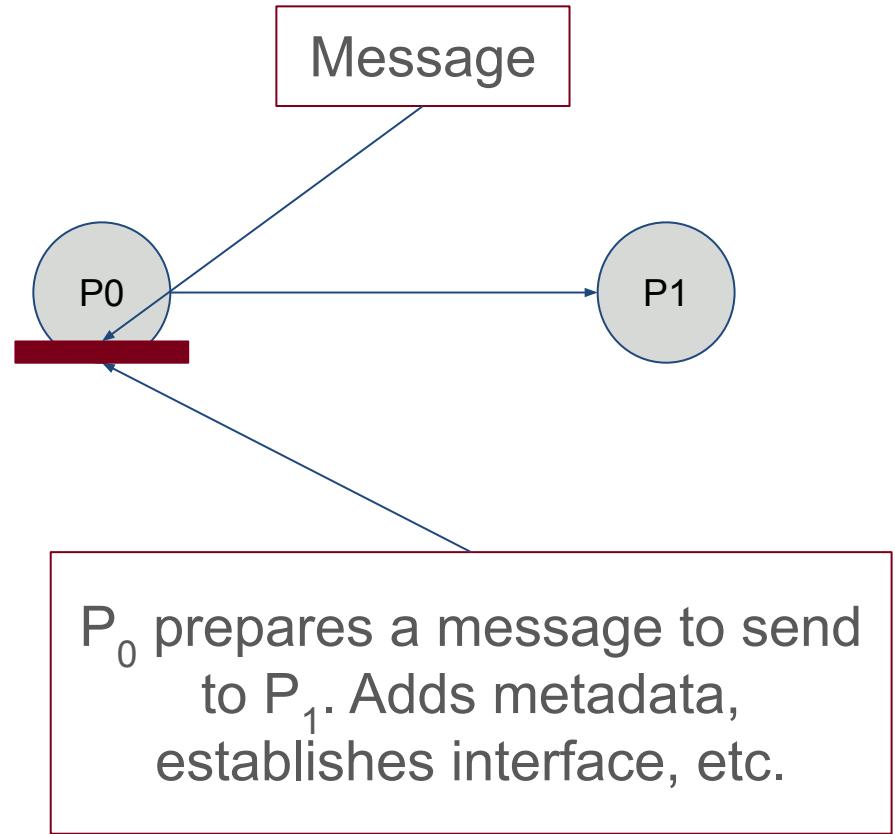 Message
P0
P1
P₀ prepares a message to send
to P₁. Adds metadata,
establishes interface, etc.